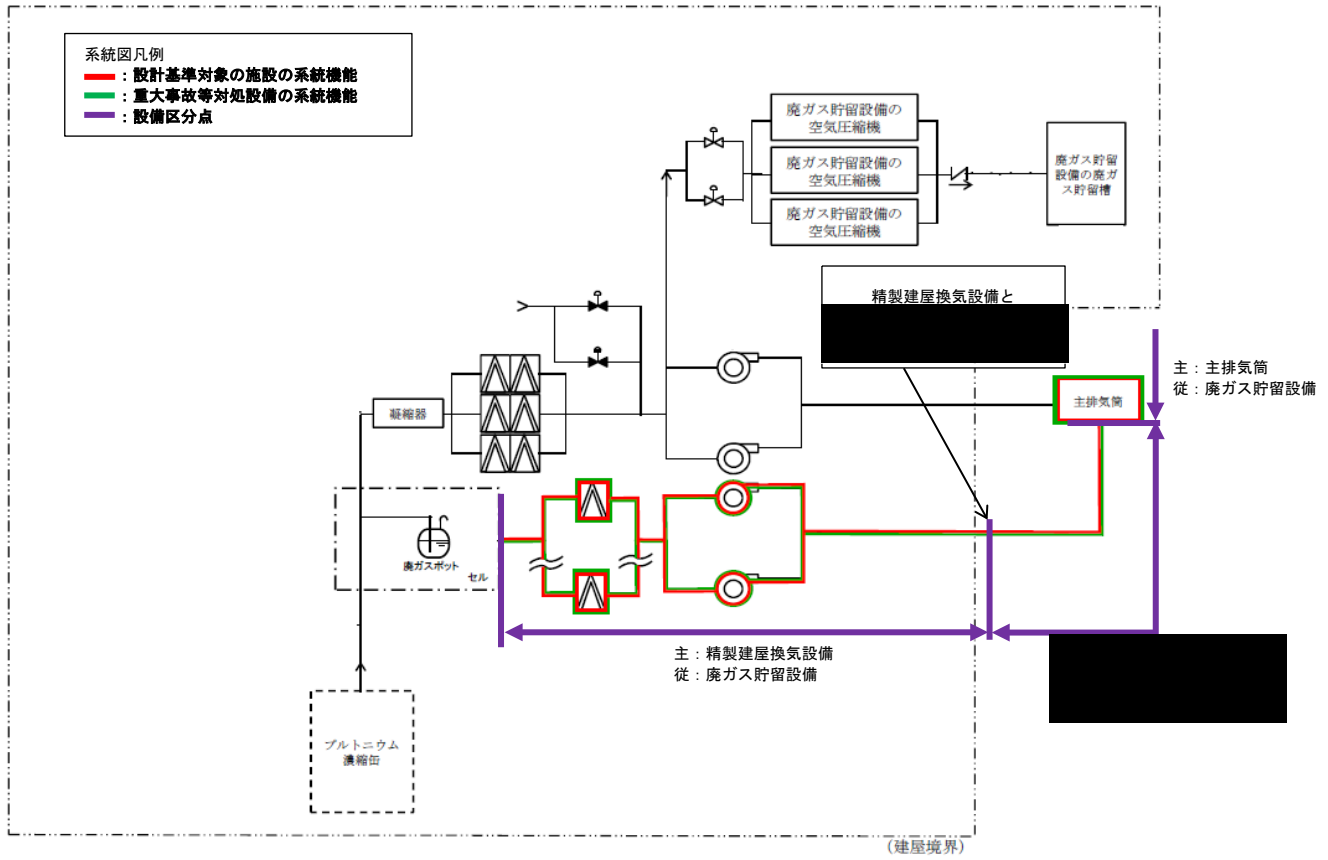 系統図凡例
：設計基準対象の施設の系統機能
：重大事故等対処設備の系統機能
：設備区分点
廃ガス貯留設備の
空気圧縮機
廃ガス貯留設備の
空気圧縮機
廃ガス貯留設備の
空気圧縮機
廃ガス貯留
設備の廃ガ
ス貯留槽
精製建屋換気設備と
主：主排気筒
従：廃ガス貯留設備
主排気筒
凝縮器
廃ガスポット
セル
主：精製建屋換気設備
従：廃ガス貯留設備
プルトニウム
濃縮缶
（建屋境界）